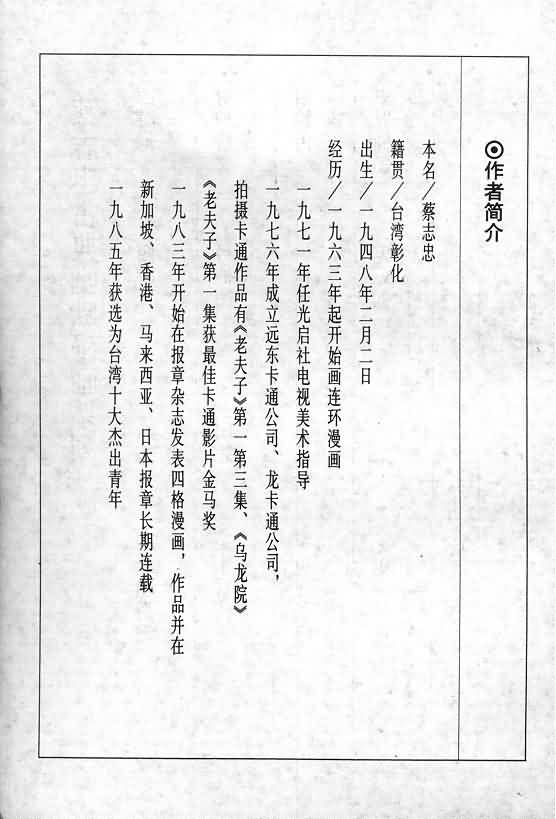 ⊙作者简介
本名／蔡志忠
籍贯／台湾彰化
出生／一九四八年二月二日
经历／一九六三年起开始画连环漫画
一九七一年任光启社电视美术指导
一九七六年成立远东卡通公司、龙卡通公司，
拍摄卡通作品有《老夫子》第一第三集、《乌龙院》
《老夫子》第一集获最佳卡通影片金马奖
一九八三年开始在报章杂志发表四格漫画，作品并在
新加坡、香港、马来西亚、日本报章长期连载
一九八五年获选为台湾十大杰出青年